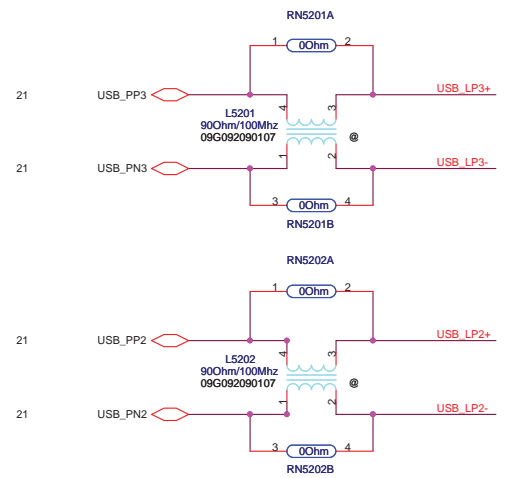 RN5201A
1 0Ohm 2
21 USB_PP3 USB_LP3+
4 3
L5201
90Ohm/100Mhz
09G092090107 @
1 2
21 USB_PN3 USB_LP3-
3 0Ohm 4
RN5201B
RN5202A
1 0Ohm 2
21 USB_PP2 USB_LP2+
4 3
L5202
90Ohm/100Mhz
09G092090107 @
1 2
21 USB_PN2 USB_LP2-
3 0Ohm 4
RN5202B